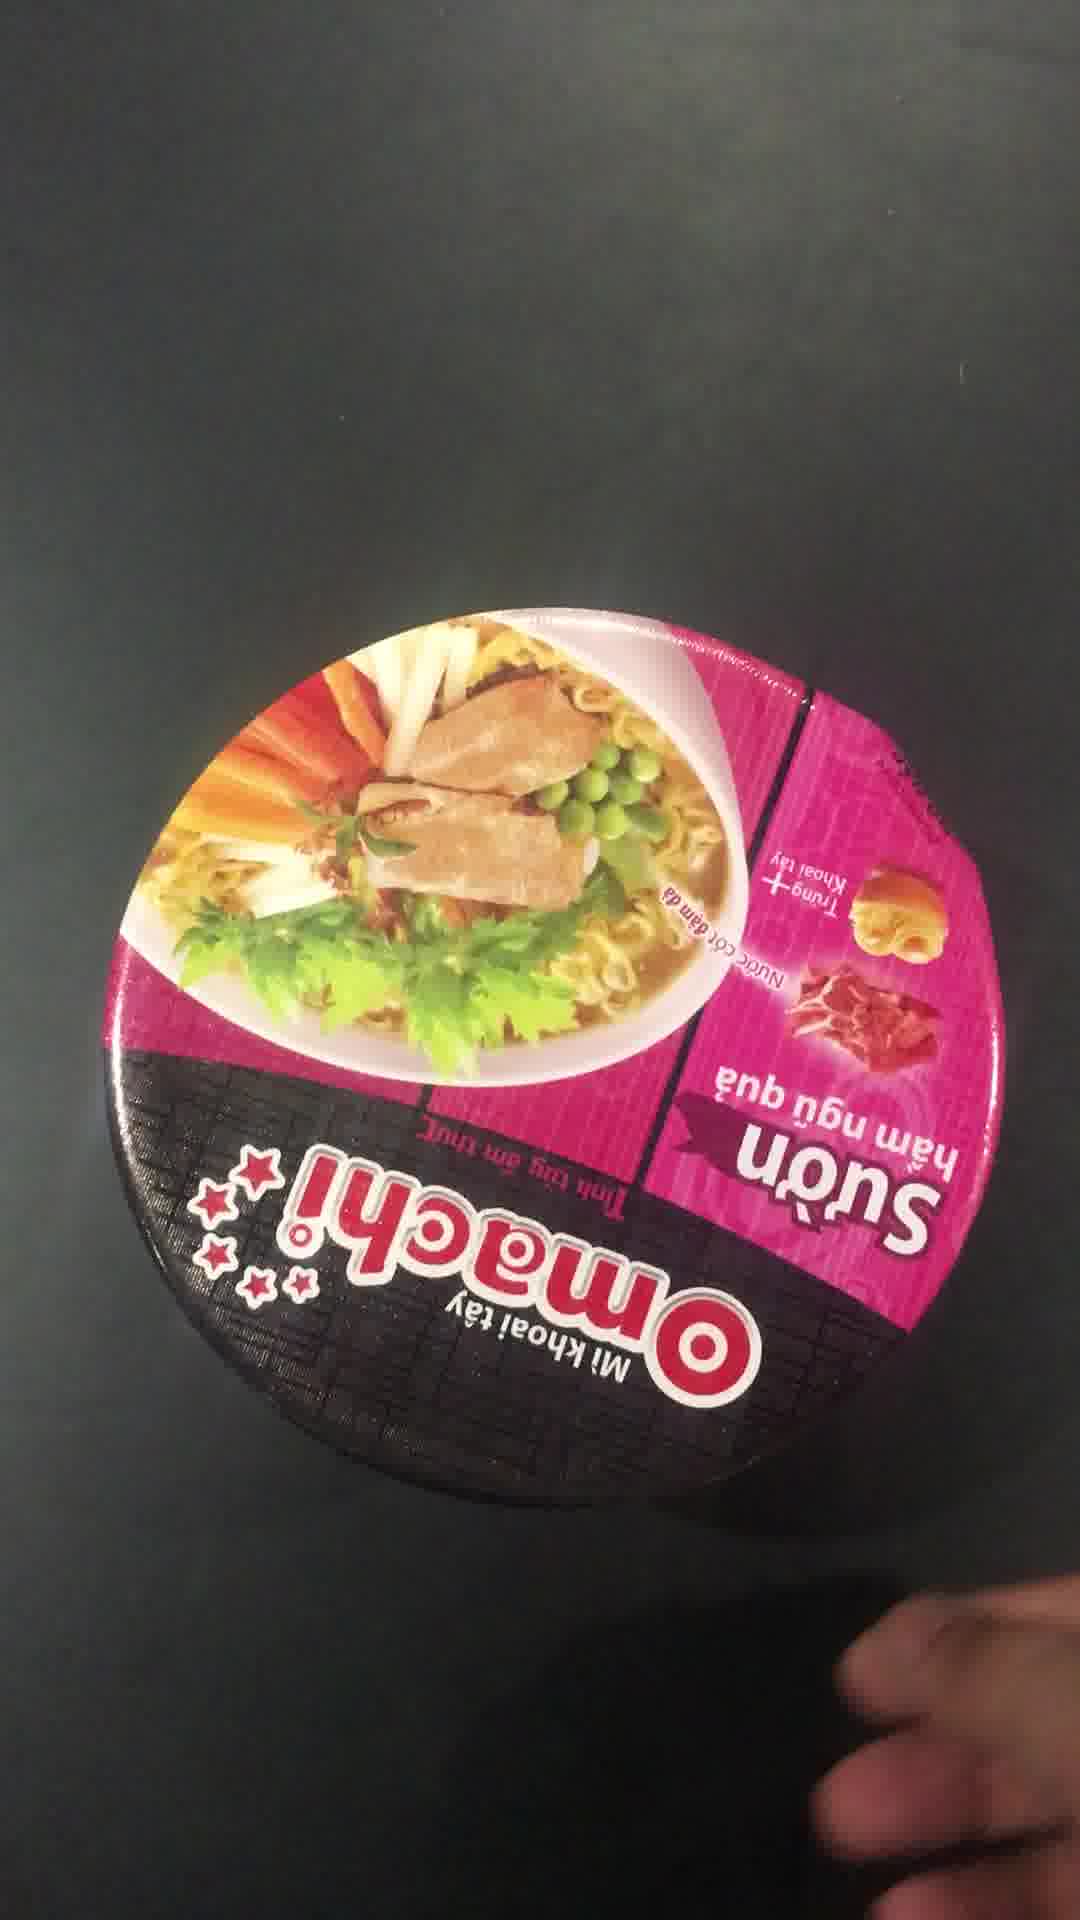 Mì khoai tây
Omachi
Tinh túy ẩm thực
Sườn
hầm ngũ quả
Nước cốt đậm đà
Trứng+
Khoai tây